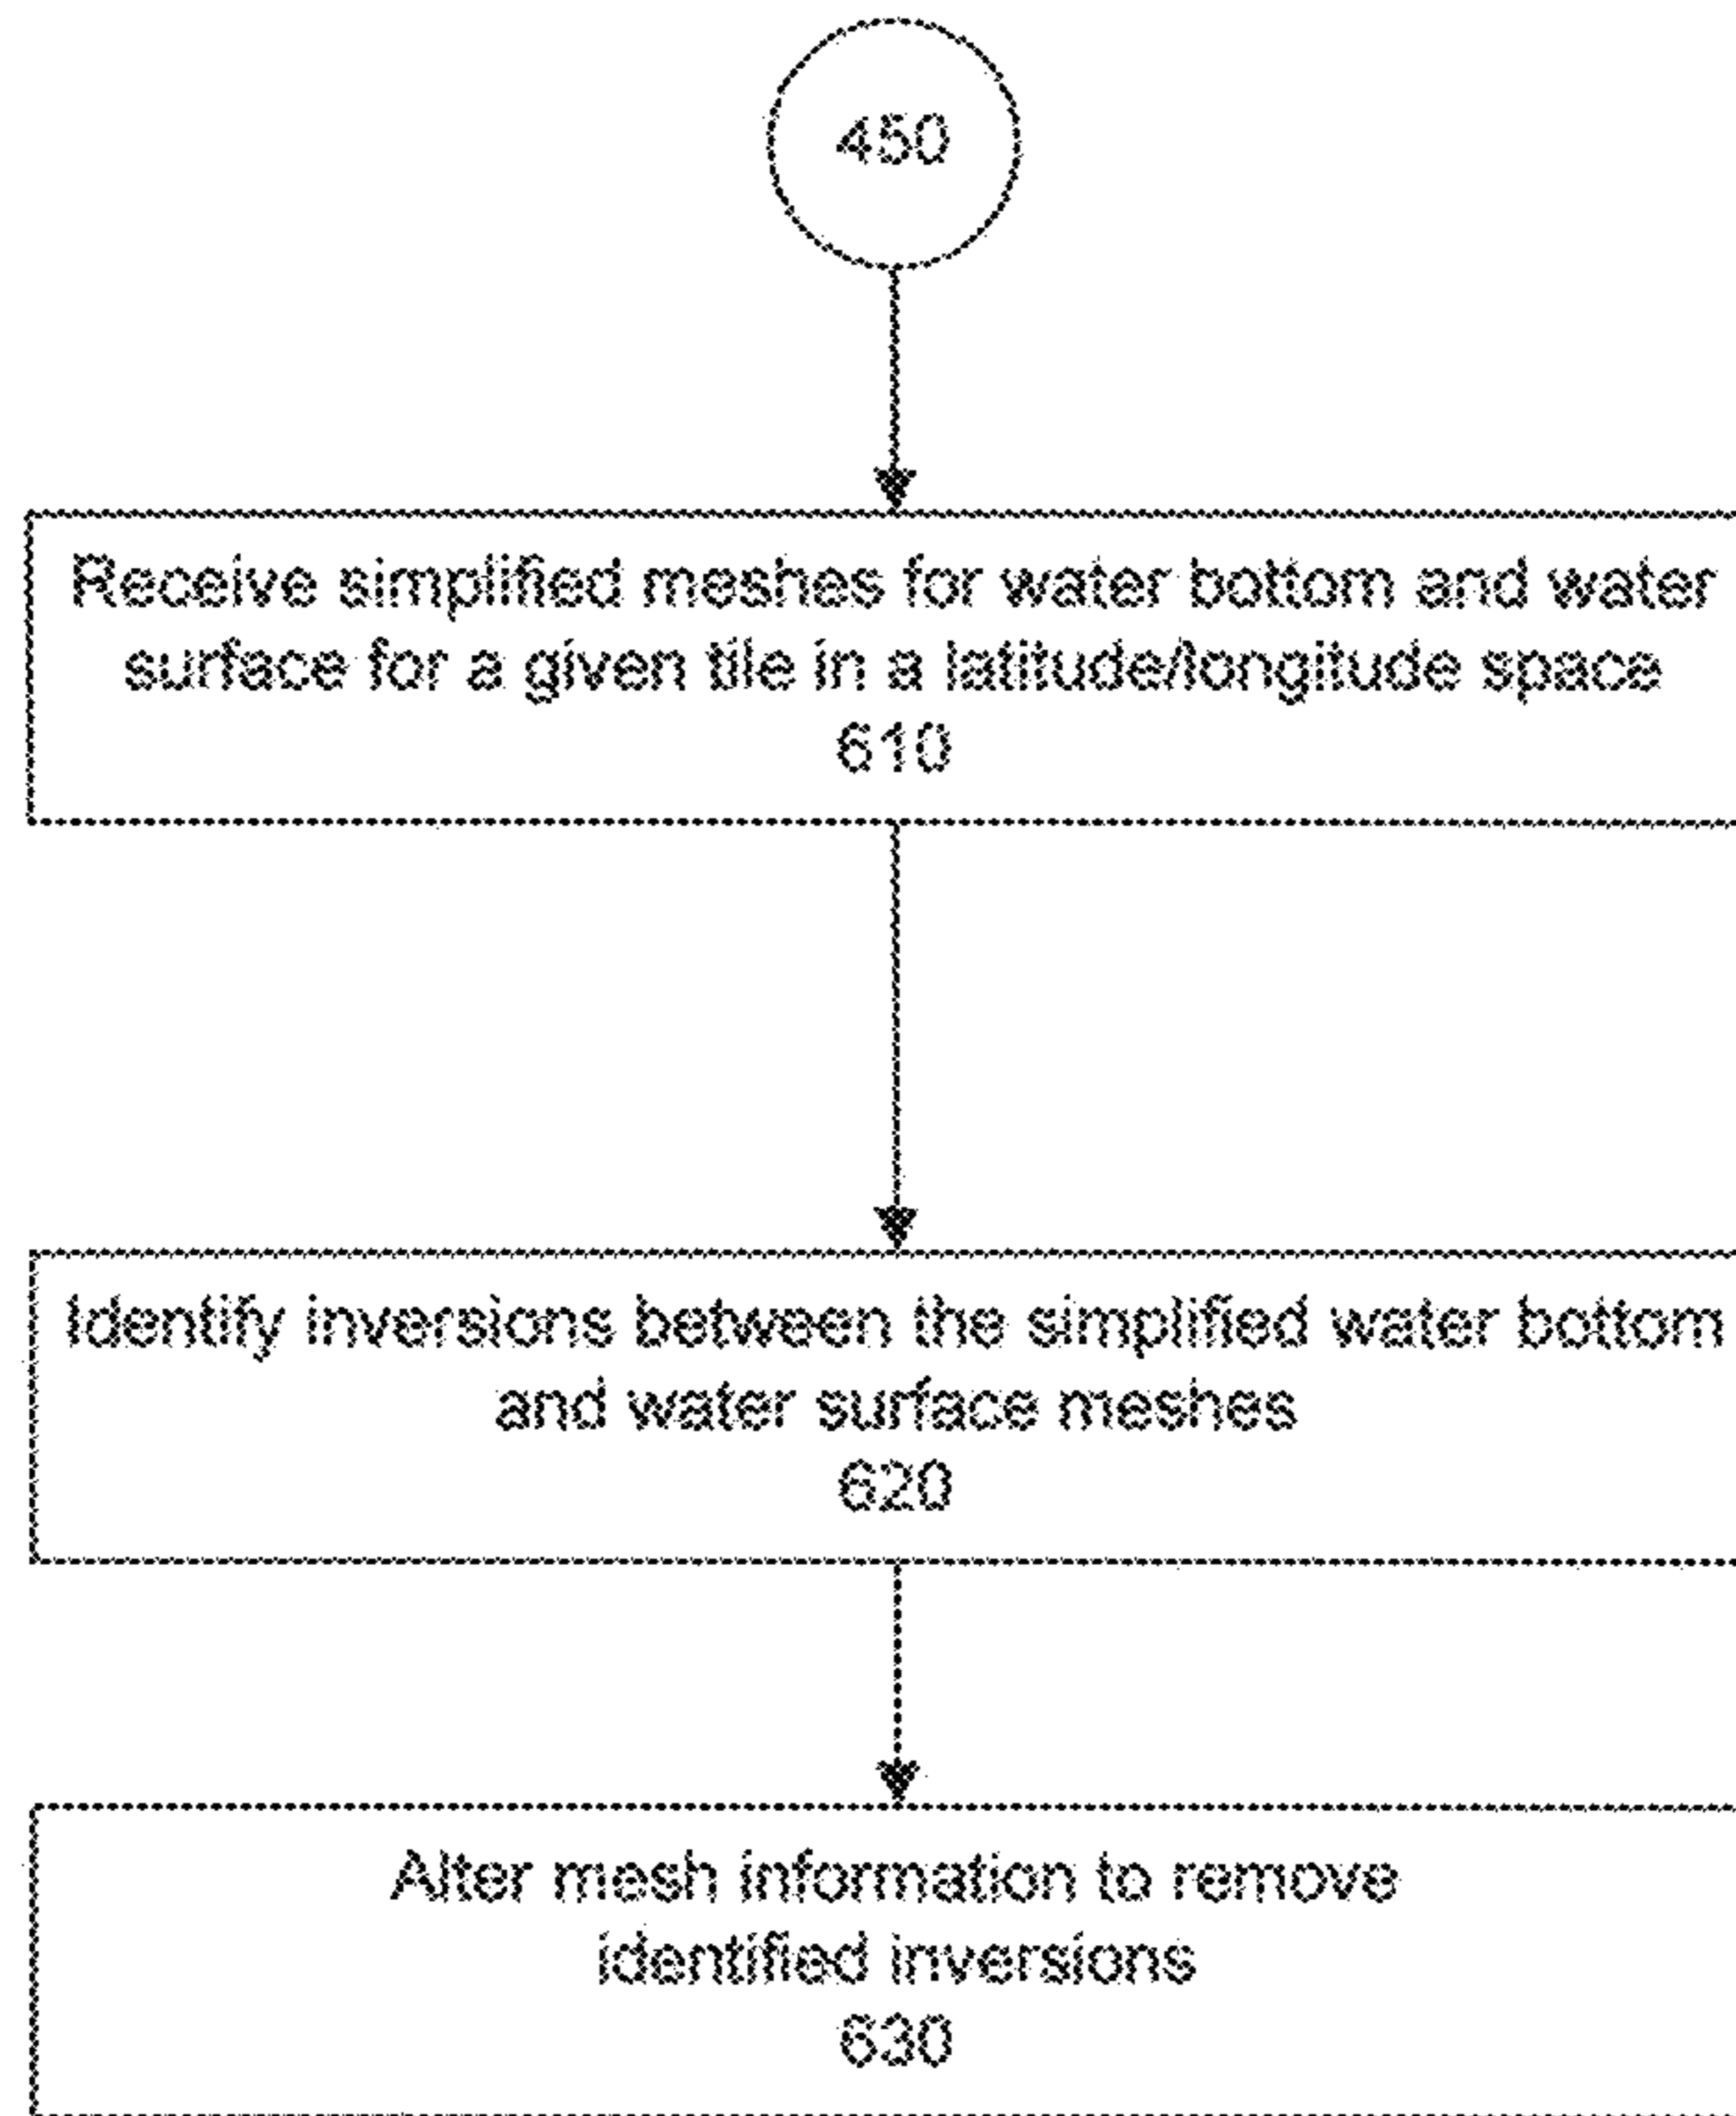 450
Receive simplified meshes for water bottom and water
surface for a given tile in a latitude/longitude space
610
Identify inversions between the simplified water bottom
and water surface meshes
620
Alter mesh information to remove
identified inversions
630